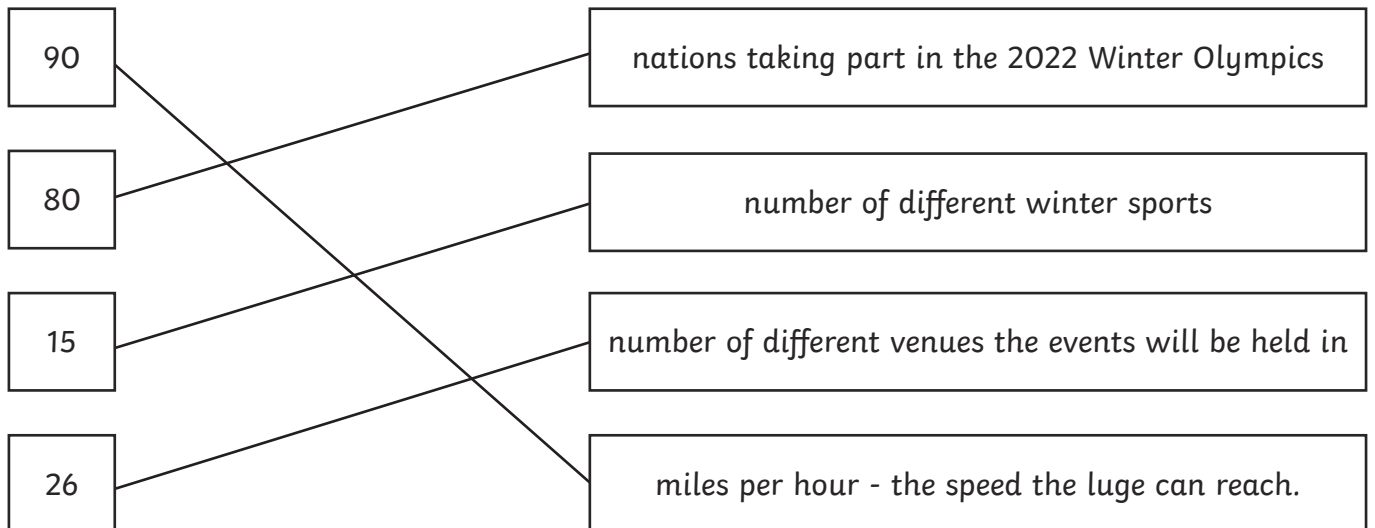 90
nations taking part in the 2022 Winter Olympics
80
number of different winter sports
15
number of different venues the events will be held in
26
miles per hour - the speed the luge can reach.